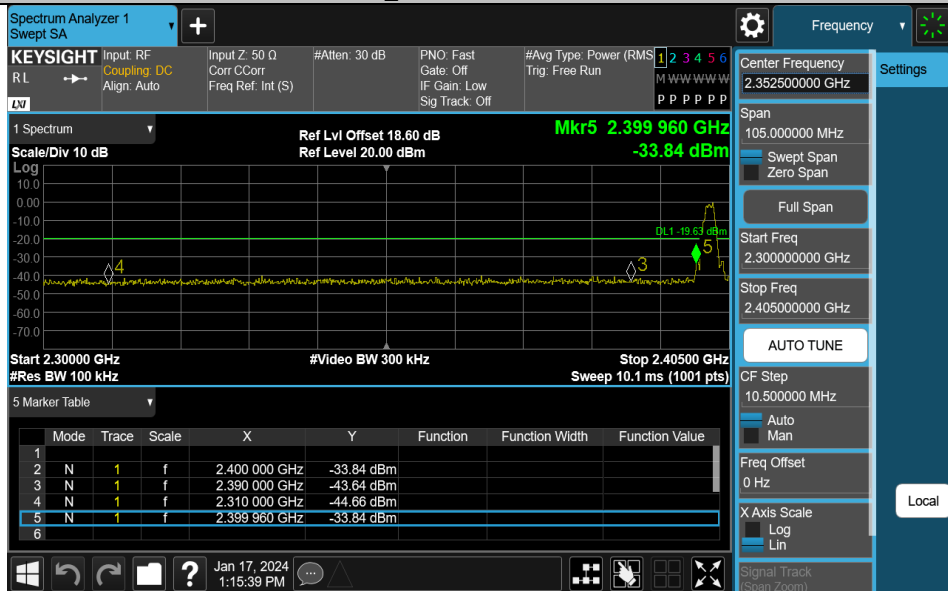 Spectrum Analyzer 1
Swept SA
Frequency
KEYSIGHT
RL
LXI
Input: RF
Coupling: DC
Align: Auto
Input Z: 50 Ω
Corr CCorr
Freq Ref: Int (S)
#Atten: 30 dB
PNO: Fast
Gate: Off
IF Gain: Low
Sig Track: Off
#Avg Type: Power (RMS
Trig: Free Run
1 2 3 4 5 6
M W W W W W
P P P P P P
1 Spectrum
Scale/Div 10 dB
Log
Ref Lvl Offset 18.60 dB
Ref Level 20.00 dBm
Mkr5 2.399 960 GHz
-33.84 dBm
10.0
0.00
-10.0
-20.0
-30.0
-40.0
-50.0
-60.0
-70.0
DL1 -19.63 dBm
4
3
5
Start 2.30000 GHz
#Video BW 300 kHz
Stop 2.40500 GHz
#Res BW 100 kHz
Sweep 10.1 ms (1001 pts)
5 Marker Table
Mode Trace Scale X Y Function Function Width Function Value
1
2 N 1 f 2.400 000 GHz -33.84 dBm
3 N 1 f 2.390 000 GHz -43.64 dBm
4 N 1 f 2.310 000 GHz -44.66 dBm
5 N 1 f 2.399 960 GHz -33.84 dBm
6
Jan 17, 2024
1:15:39 PM
Center Frequency
2.352500000 GHz
Span
105.000000 MHz
Swept Span
Zero Span
Full Span
Start Freq
2.300000000 GHz
Stop Freq
2.405000000 GHz
AUTO TUNE
CF Step
10.500000 MHz
Auto
Man
Freq Offset
0 Hz
X Axis Scale
Log
Lin
Signal Track
(Span Zoom)
Settings
Local